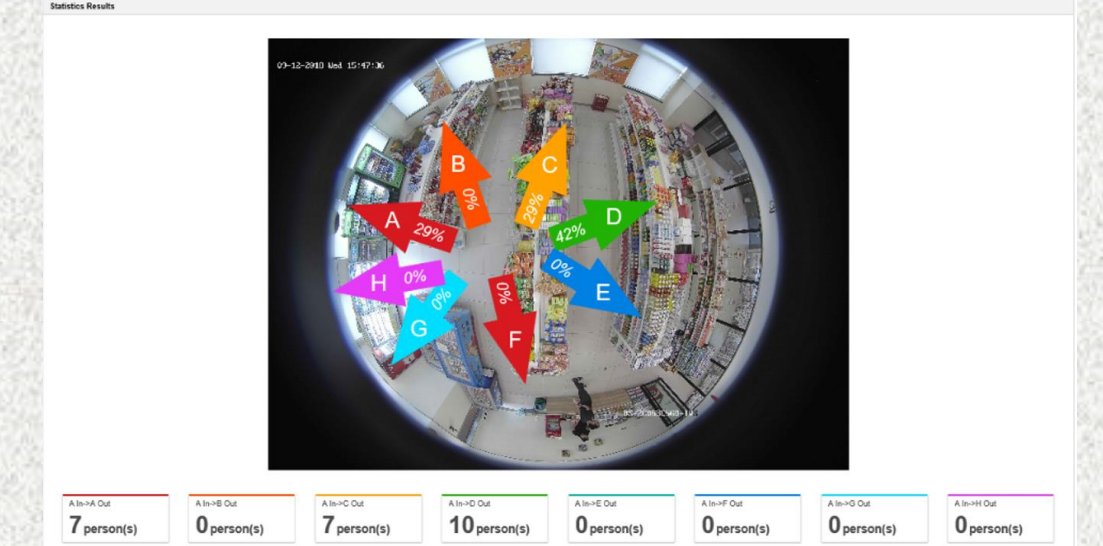 Statistics Results
09-12-2018 Wed 15:47:36
B
0%
C
29%
A
29%
D
42%
H
0%
0%
E
G
0%
0%
F
A In->A Out
7 person(s)
A In->B Out
0 person(s)
A In->C Out
7 person(s)
A In->D Out
10 person(s)
A In->E Out
0 person(s)
A In->F Out
0 person(s)
A In->G Out
0 person(s)
A In->H Out
0 person(s)